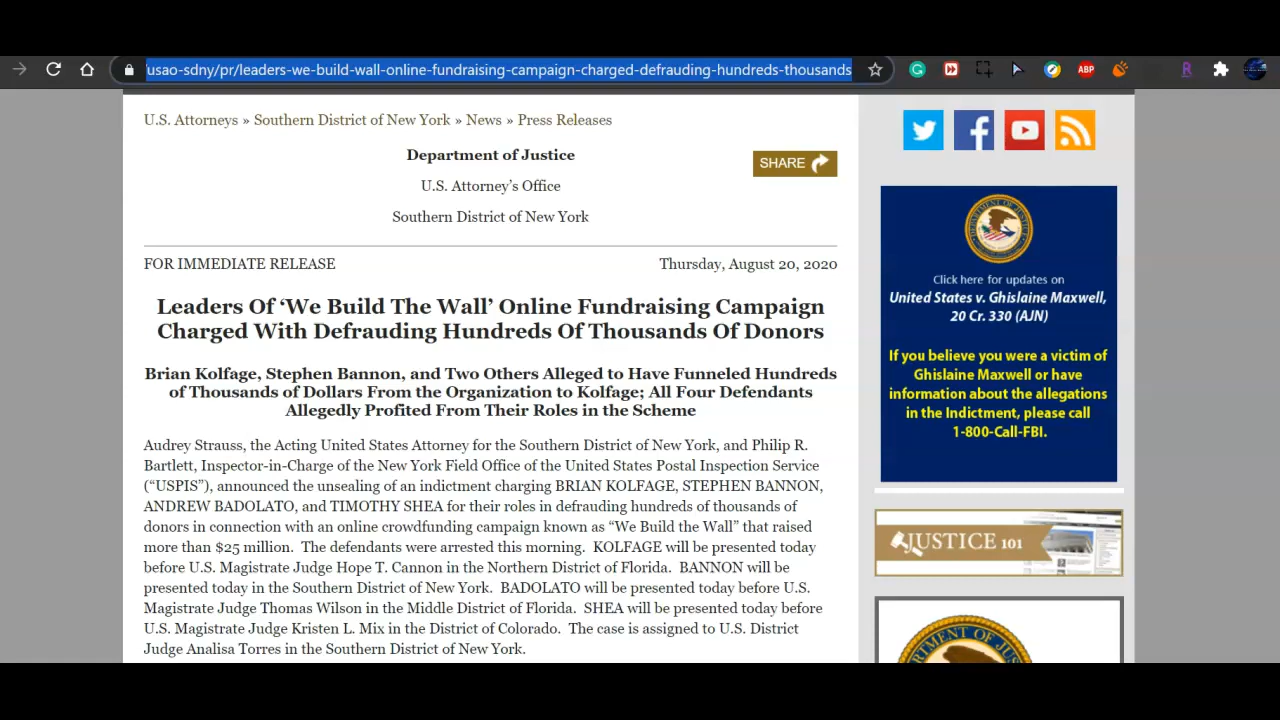 /usao-sdny/pr/leaders-we-build-wall-online-fundraising-campaign-charged-defrauding-hundreds-thousands
ABP
R
U.S. Attorneys » Southern District of New York » News » Press Releases
Department of Justice
SHARE
U.S. Attorney's Office
Southern District of New York
FOR IMMEDIATE RELEASE
Thursday, August 20, 2020
Leaders Of ‘We Build The Wall’ Online Fundraising Campaign
Charged With Defrauding Hundreds Of Thousands Of Donors
Brian Kolfage, Stephen Bannon, and Two Others Alleged to Have Funneled Hundreds
of Thousands of Dollars From the Organization to Kolfage; All Four Defendants
Allegedly Profited From Their Roles in the Scheme
Audrey Strauss, the Acting United States Attorney for the Southern District of New York, and Philip R.
Bartlett, Inspector-in-Charge of the New York Field Office of the United States Postal Inspection Service
(“USPIS”), announced the unsealing of an indictment charging BRIAN KOLFAGE, STEPHEN BANNON,
ANDREW BADOLATO, and TIMOTHY SHEA for their roles in defrauding hundreds of thousands of
donors in connection with an online crowdfunding campaign known as “We Build the Wall” that raised
more than $25 million. The defendants were arrested this morning. KOLFAGE will be presented today
before U.S. Magistrate Judge Hope T. Cannon in the Northern District of Florida. BANNON will be
presented today in the Southern District of New York. BADOLATO will be presented today before U.S.
Magistrate Judge Thomas Wilson in the Middle District of Florida. SHEA will be presented today before
U.S. Magistrate Judge Kristen L. Mix in the District of Colorado. The case is assigned to U.S. District
Judge Analisa Torres in the Southern District of New York.
Click here for updates on
United States v. Ghislaine Maxwell,
20 Cr. 330 (AJN)
If you believe you were a victim of
Ghislaine Maxwell or have
information about the allegations
in the Indictment, please call
1-800-Call-FBI.
JUSTICE 101
DEPARTMENT OF JUSTICE